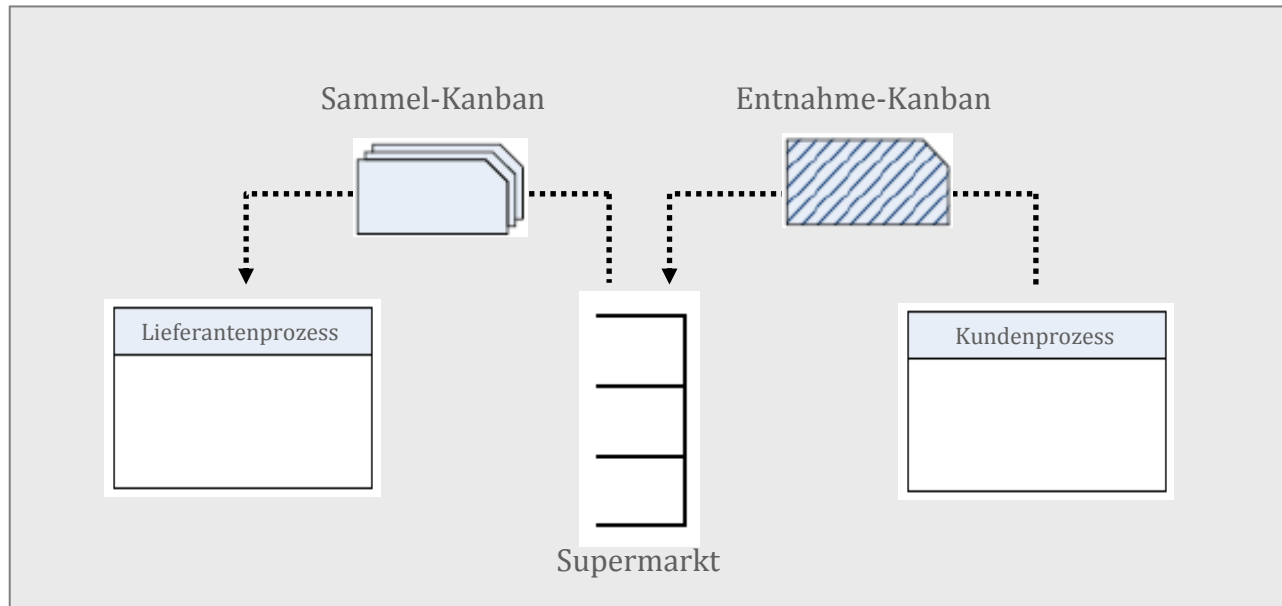 Sammel-Kanban
Entnahme-Kanban
Lieferantenprozess
Kundenprozess
Supermarkt